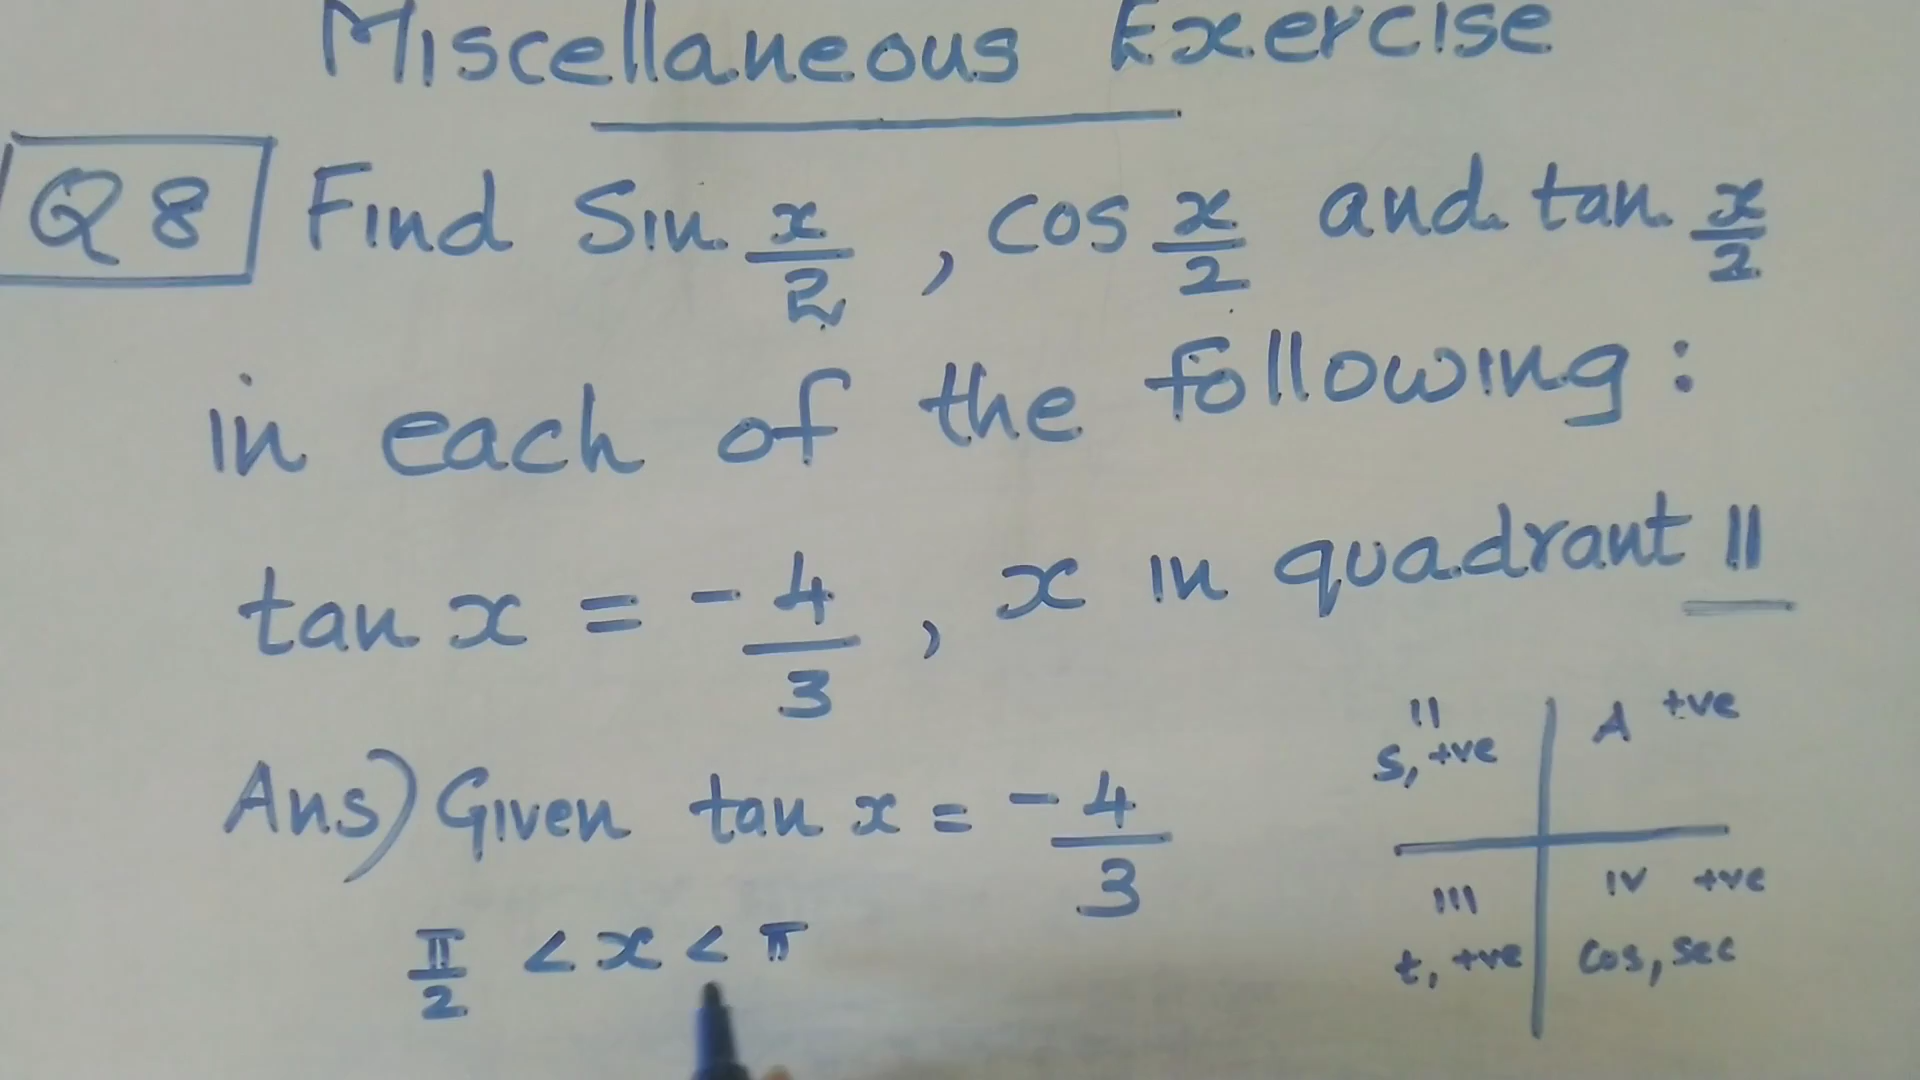 Miscellaneous Exercise
Q8 Find Sin x/2, cos x/2 and tan x/2
in each of the following:
tan x = -4/3, x in quadrant II
Ans) Given tan x = -4/3
π/2 < x < π
II
S, +ve
A +ve
III
t, +ve
IV +ve
Cos, Sec